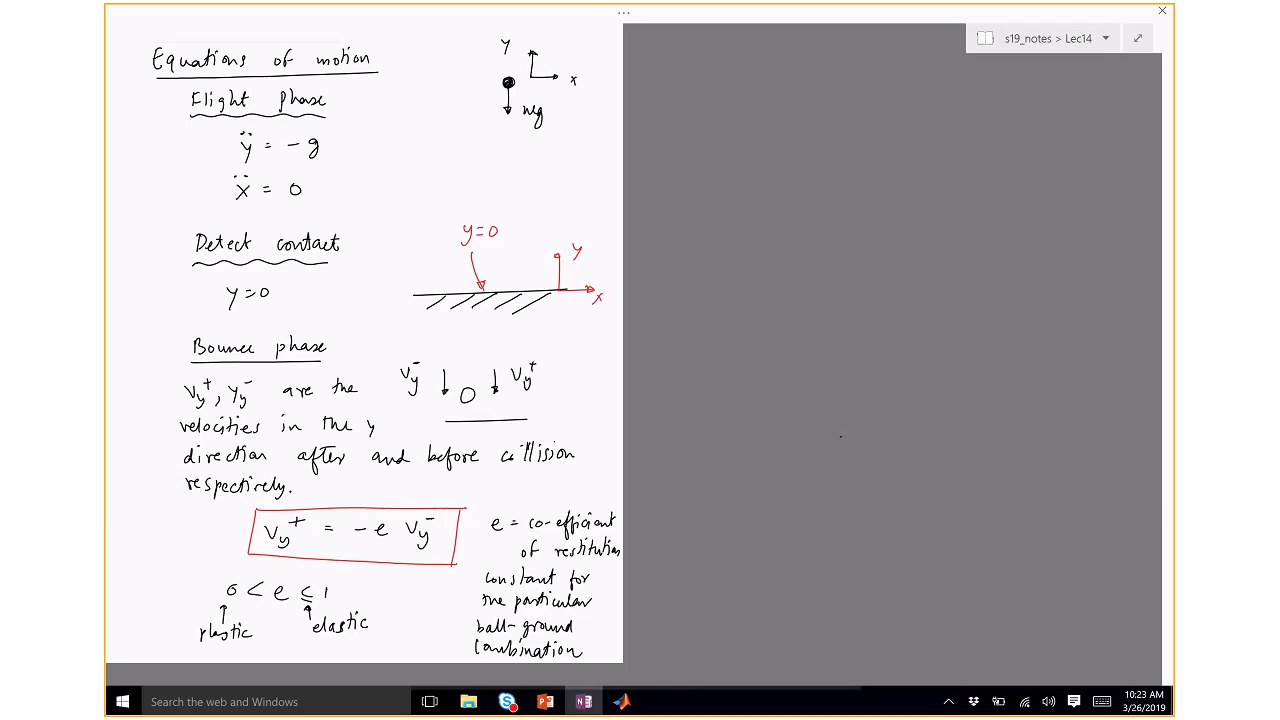 ...
s19_notes > Lec14
Equations of motion
Flight phase
ÿ = - g
ẍ = 0
y
x
mg
Detect contact
y=0
y=0
y
x
Bounce phase
Vy+, Vy- are the
velocities in the y
direction after and before collision
respectively.
Vy-
Vy+
Vy+ = - e Vy-
0 < e ≤ 1
plastic
elastic
e = co-efficient
of restitution
constant for
the particular
ball-ground
combination
Search the web and Windows
10:23 AM
3/26/2019